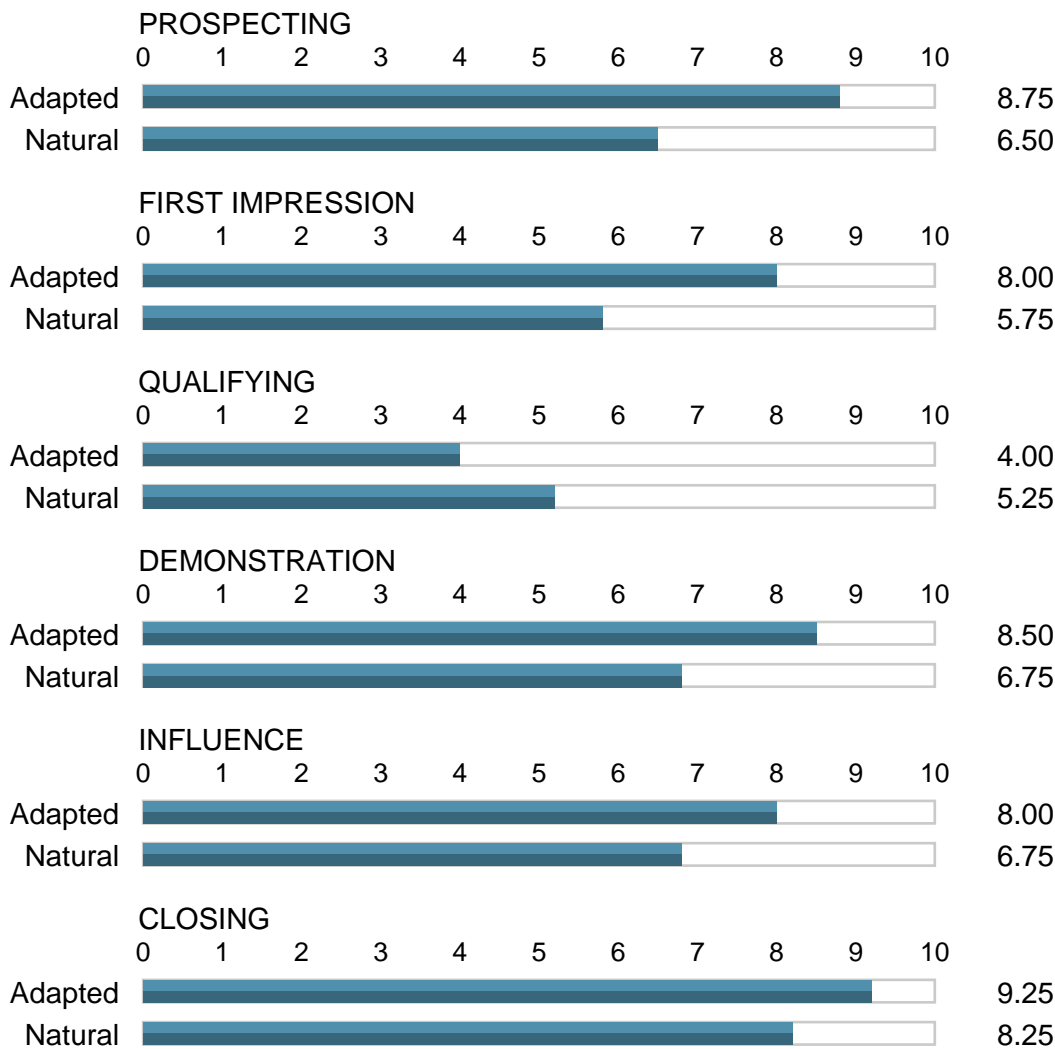 PROSPECTING
0 1 2 3 4 5 6 7 8 9 10
Adapted 8.75
Natural 6.50
FIRST IMPRESSION
0 1 2 3 4 5 6 7 8 9 10
Adapted 8.00
Natural 5.75
QUALIFYING
0 1 2 3 4 5 6 7 8 9 10
Adapted 4.00
Natural 5.25
DEMONSTRATION
0 1 2 3 4 5 6 7 8 9 10
Adapted 8.50
Natural 6.75
INFLUENCE
0 1 2 3 4 5 6 7 8 9 10
Adapted 8.00
Natural 6.75
CLOSING
0 1 2 3 4 5 6 7 8 9 10
Adapted 9.25
Natural 8.25